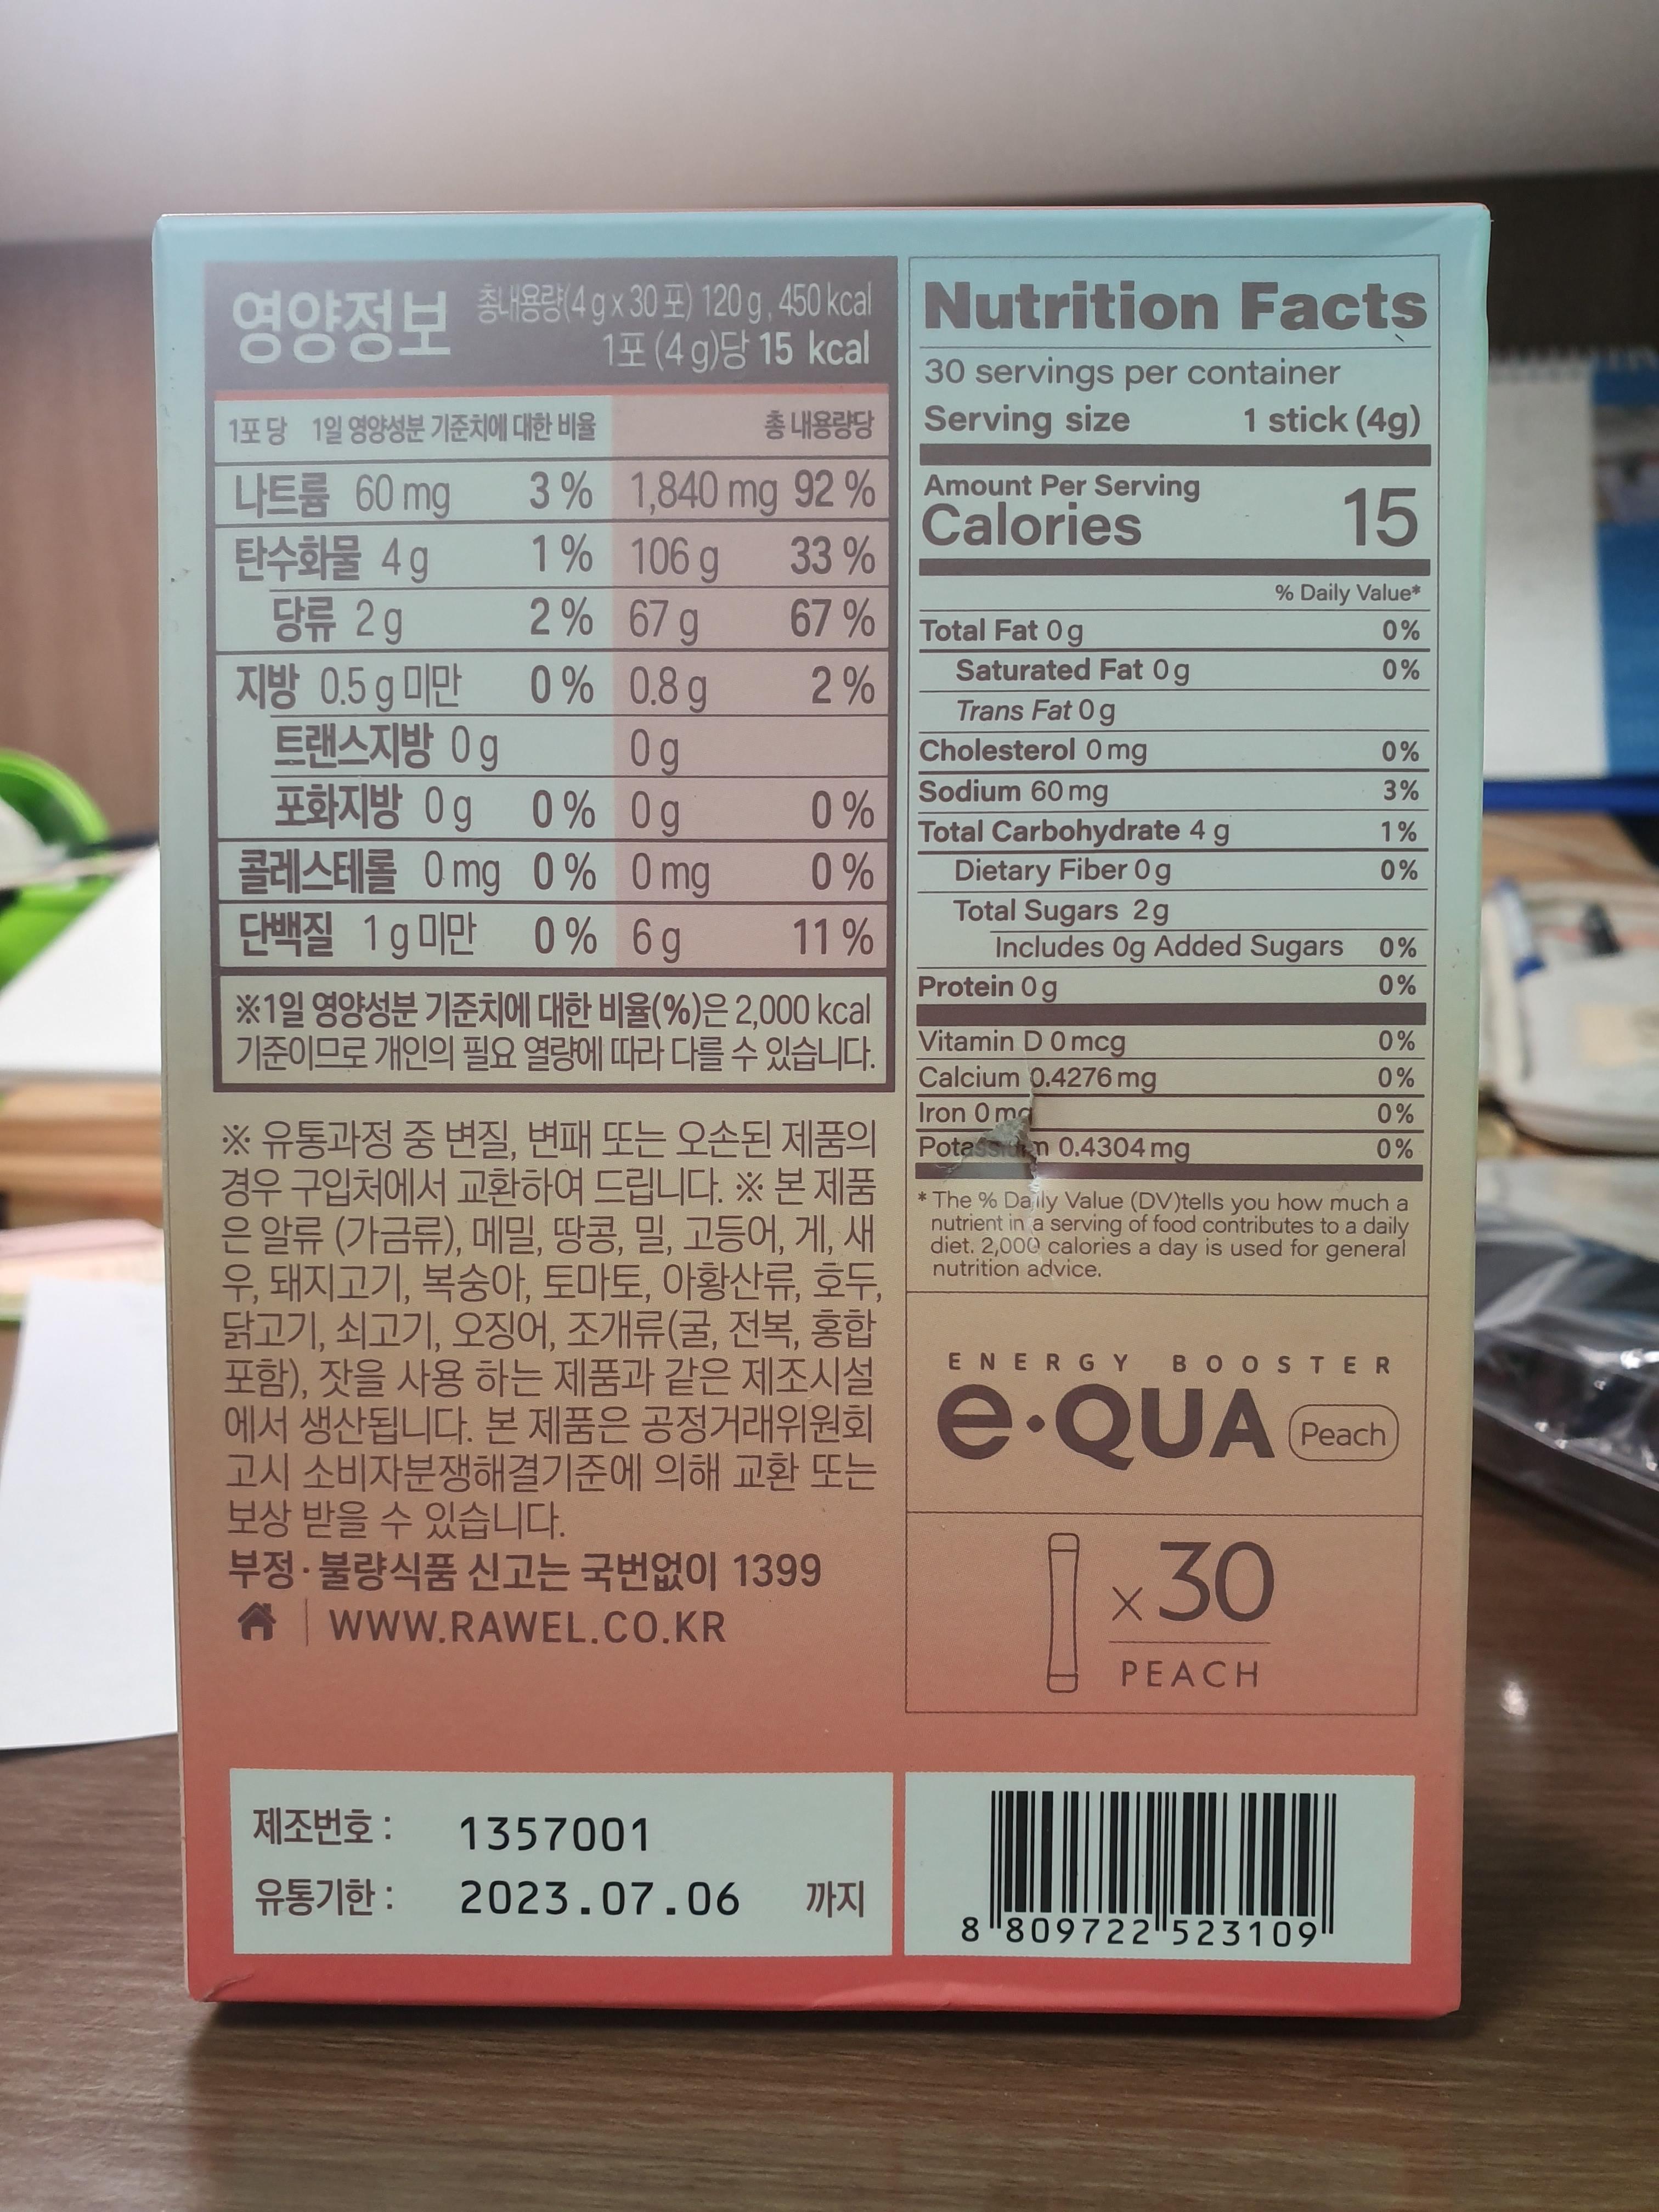 영양정보 총내용량(4 g x 30 포) 120 g , 450 kcal
1포 (4 g)당 15 kcal
1포 당 1일 영양성분 기준치에 대한 비율 총 내용량당
나트륨 60 mg 3 % 1,840 mg 92 %
탄수화물 4 g 1 % 106 g 33 %
당류 2 g 2 % 67 g 67 %
지방 0.5 g 미만 0 % 0.8 g 2 %
트랜스지방 0 g 0 g
포화지방 0 g 0 % 0 g 0 %
콜레스테롤 0 mg 0 % 0 mg 0 %
단백질 1 g 미만 0 % 6 g 11 %
※1일 영양성분 기준치에 대한 비율(%)은 2,000 kcal
기준이므로 개인의 필요 열량에 따라 다를 수 있습니다.
※ 유통과정 중 변질, 변패 또는 오손된 제품의
경우 구입처에서 교환하여 드립니다. ※ 본 제품
은 알류 (가금류), 메밀, 땅콩, 밀, 고등어, 게, 새
우, 돼지고기, 복숭아, 토마토, 아황산류, 호두,
닭고기, 쇠고기, 오징어, 조개류(굴, 전복, 홍합
포함), 잣을 사용 하는 제품과 같은 제조시설
에서 생산됩니다. 본 제품은 공정거래위원회
고시 소비자분쟁해결기준에 의해 교환 또는
보상 받을 수 있습니다.
부정 · 불량식품 신고는 국번없이 1399
WWW.RAWEL.CO.KR
제조번호 : 1357001
유통기한 : 2023.07.06 까지
Nutrition Facts
30 servings per container
Serving size 1 stick (4g)
Amount Per Serving
Calories 15
% Daily Value*
Total Fat 0 g 0%
Saturated Fat 0 g 0%
Trans Fat 0 g
Cholesterol 0 mg 0%
Sodium 60 mg 3%
Total Carbohydrate 4 g 1%
Dietary Fiber 0 g 0%
Total Sugars 2 g
Includes 0g Added Sugars 0%
Protein 0 g 0%
Vitamin D 0 mcg 0%
Calcium 0.4276 mg 0%
Iron 0 mg 0%
Potassium 0.4304 mg 0%
* The % Daily Value (DV)tells you how much a
nutrient in a serving of food contributes to a daily
diet. 2,000 calories a day is used for general
nutrition advice.
ENERGY BOOSTER
e·QUA Peach
x 30
PEACH
8 809722 523109